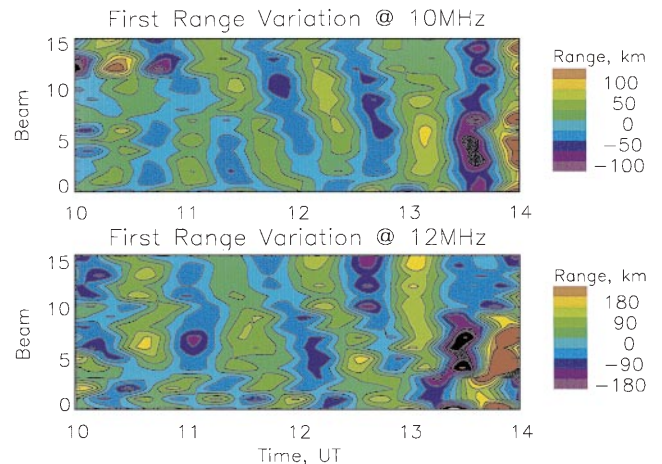 First Range Variation @ 10MHz
15
10
5
0
Beam
10 11 12 13 14
Range, km
100
50
0
−50
−100
First Range Variation @ 12MHz
15
10
5
0
Beam
10 11 12 13 14
Time, UT
Range, km
180
90
0
−90
−180